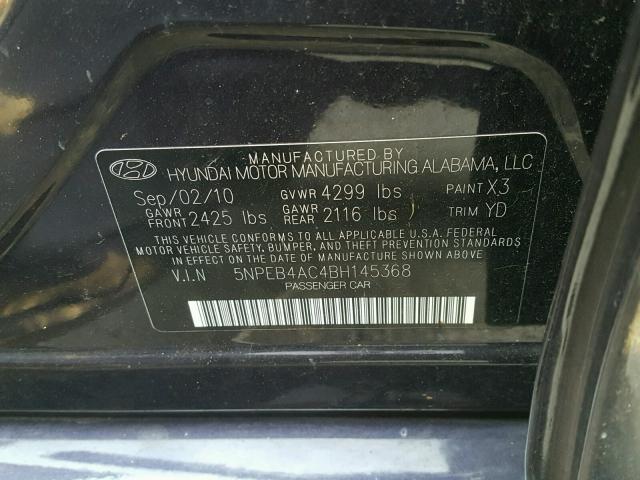 MANUFACTURED BY
HYUNDAI MOTOR MANUFACTURING ALABAMA, LLC
Sep/02/10 GVWR 4299 lbs PAINT X3
GAWR FRONT 2425 lbs GAWR REAR 2116 lbs TRIM YD
THIS VEHICLE CONFORMS TO ALL APPLICABLE U.S.A. FEDERAL
MOTOR VEHICLE SAFETY, BUMPER, AND THEFT PREVENTION STANDARDS
IN EFFECT ON THE DATE OF MANUFACTURE SHOWN ABOVE
V.I.N 5NPEB4AC4BH145368
PASSENGER CAR